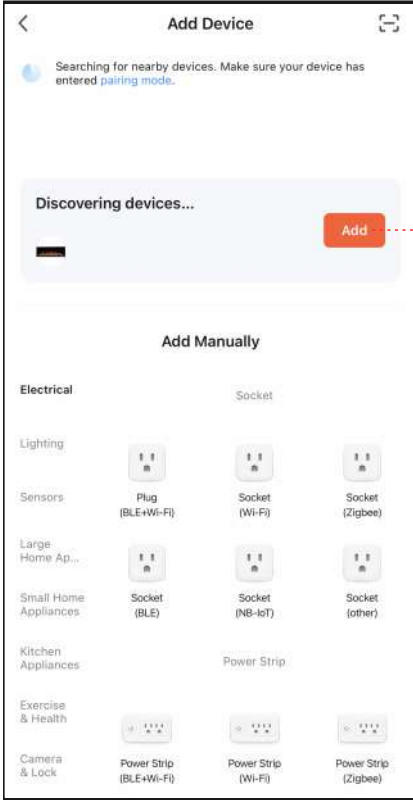 Add Device
Searching for nearby devices. Make sure your device has
entered pairing mode.
Discovering devices...
Add
Add Manually
Electrical
Lighting
Sensors
Large
Home Ap...
Small Home
Appliances
Kitchen
Appliances
Exercise
& Health
Camera
& Lock
Socket
Plug
(BLE+Wi-Fi)
Socket
(Wi-Fi)
Socket
(Zigbee)
Socket
(BLE)
Socket
(NB-IoT)
Socket
(other)
Power Strip
Power Strip
(BLE+Wi-Fi)
Power Strip
(Wi-Fi)
Power Strip
(Zigbee)